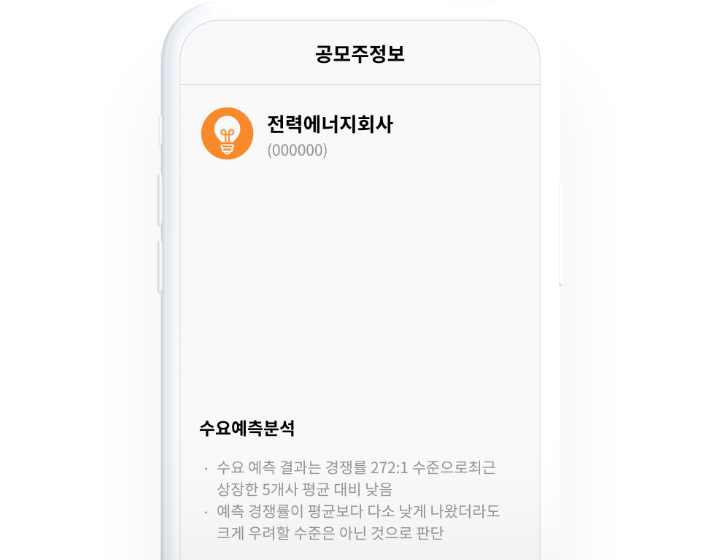 공모주정보
전력에너지회사
(000000)
수요예측분석
· 수요 예측 결과는 경쟁률 272:1 수준으로최근
상장한 5개사 평균 대비 낮음
· 예측 경쟁률이 평균보다 다소 낮게 나왔더라도
크게 우려할 수준은 아닌 것으로 판단